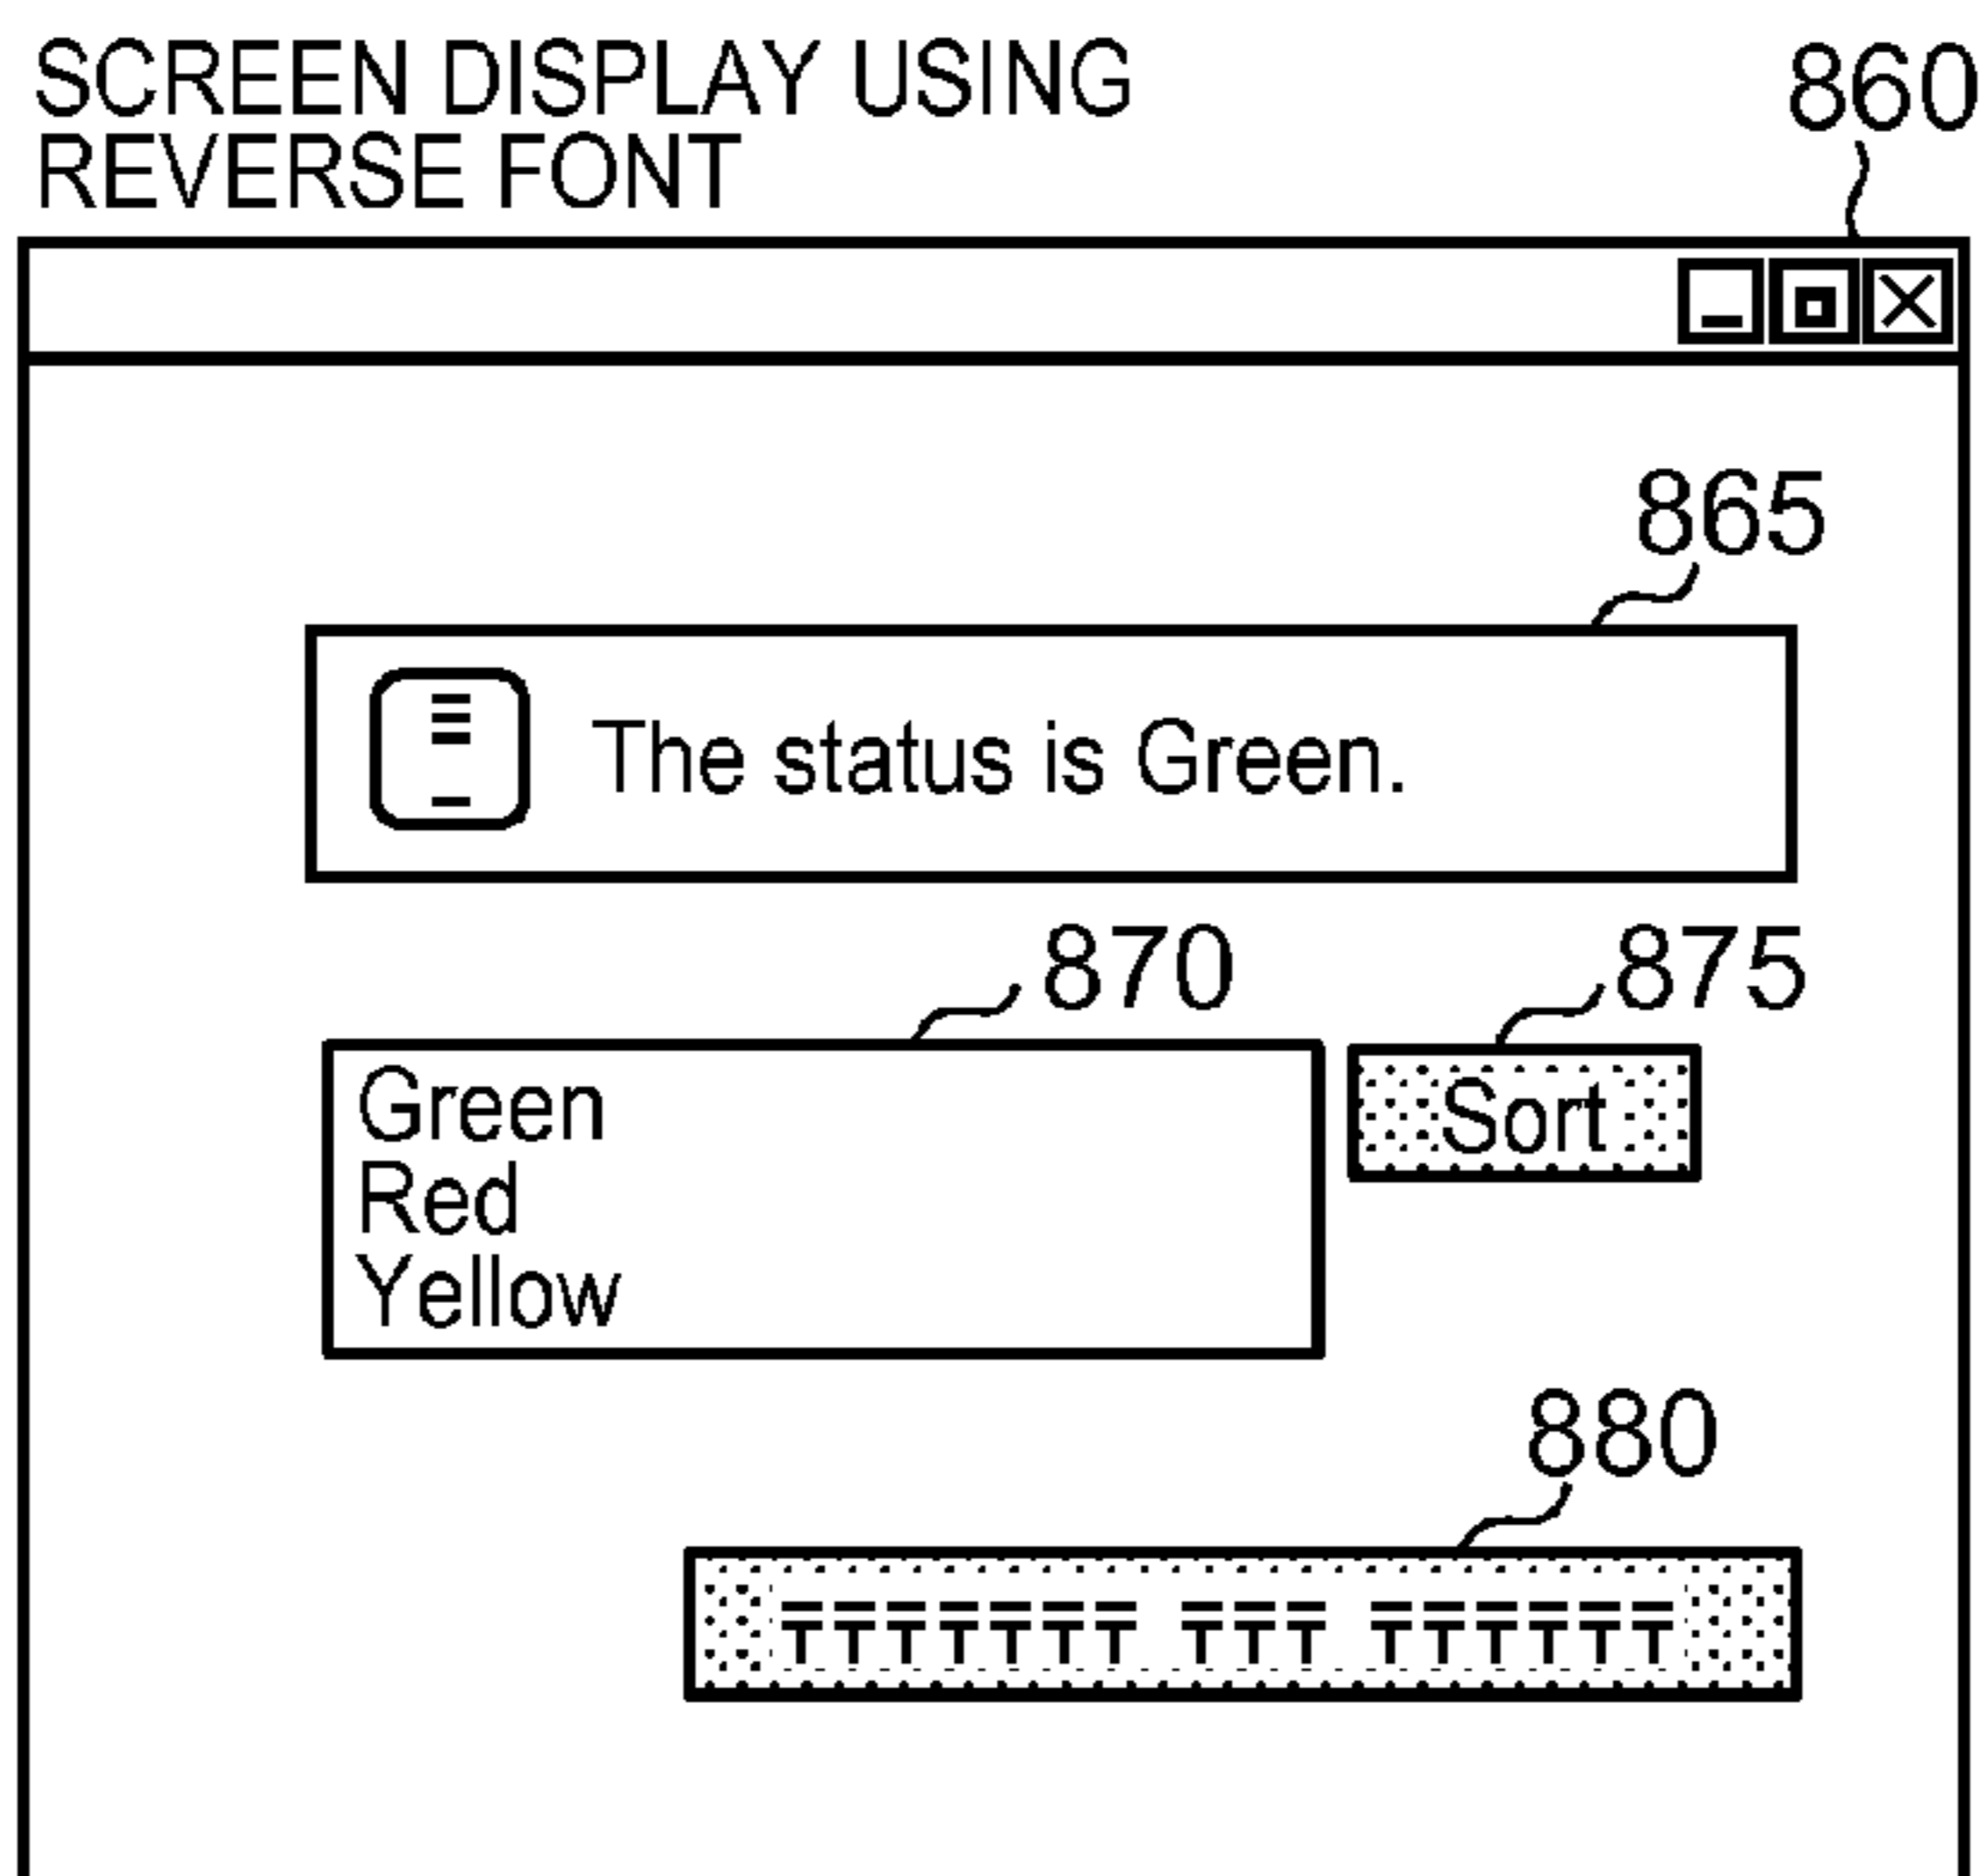 SCREEN DISPLAY USING
REVERSE FONT
860
865
The status is Green.
870
875
Green
Sort
Red
Yellow
880